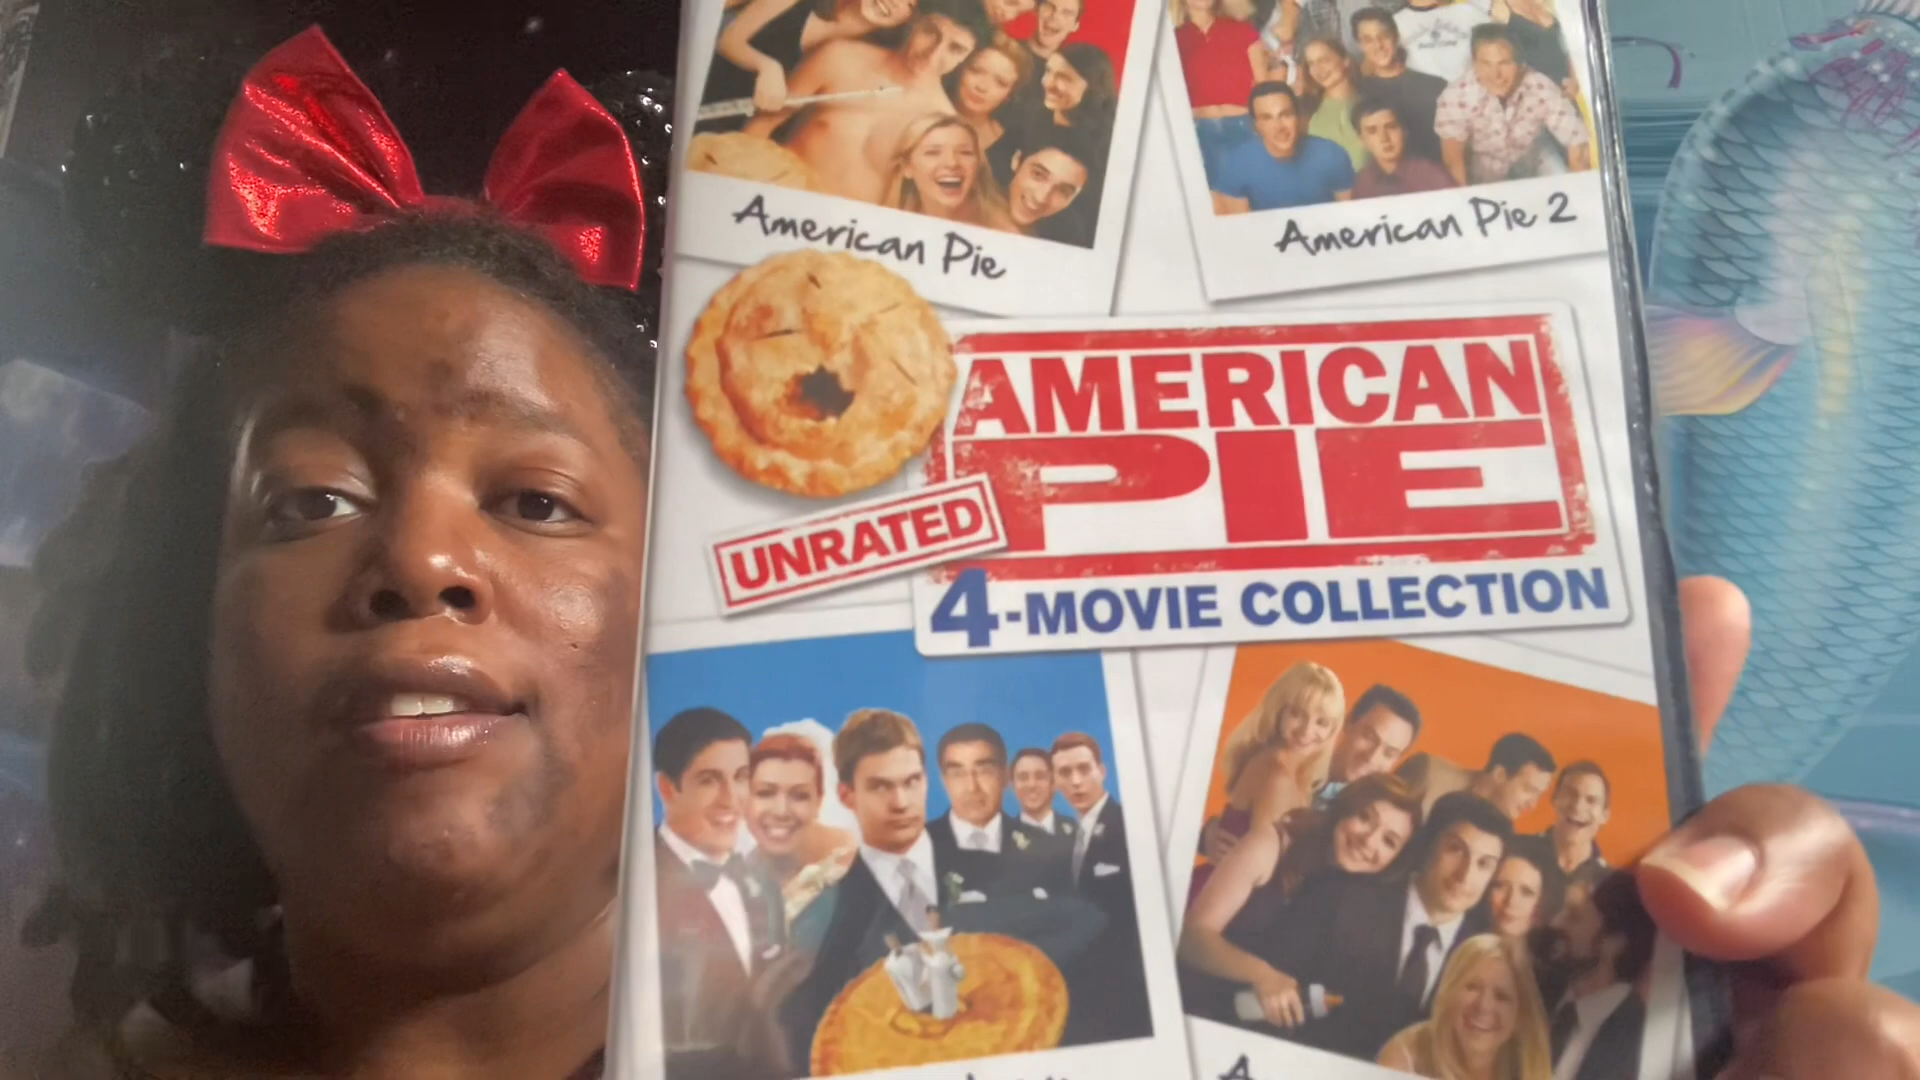 American Pie
American Pie 2
AMERICAN
PIE
UNRATED
4-MOVIE COLLECTION
A